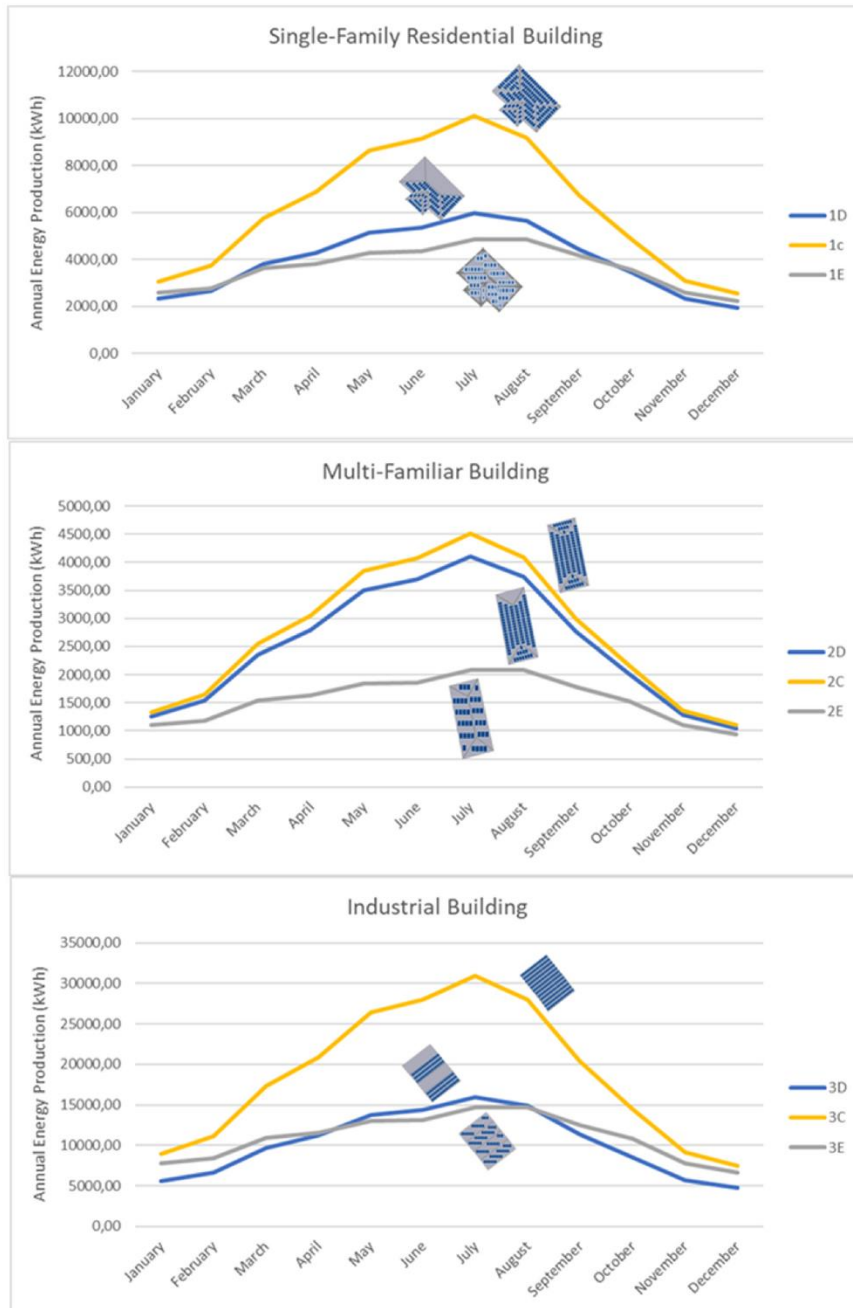 Single-Family Residential Building
Annual Energy Production (kWh)
12000,00
10000,00
8000,00
6000,00
4000,00
2000,00
0,00
January
February
March
April
May
June
July
August
September
October
November
December
1D
1c
1E
Multi-Familiar Building
Annual Energy Production (kWh)
5000,00
4500,00
4000,00
3500,00
3000,00
2500,00
2000,00
1500,00
1000,00
500,00
0,00
January
February
March
April
May
June
July
August
September
October
November
December
2D
2C
2E
Industrial Building
Annual Energy Production (kWh)
35000,00
30000,00
25000,00
20000,00
15000,00
10000,00
5000,00
0,00
January
February
March
April
May
June
July
August
September
October
November
December
3D
3C
3E